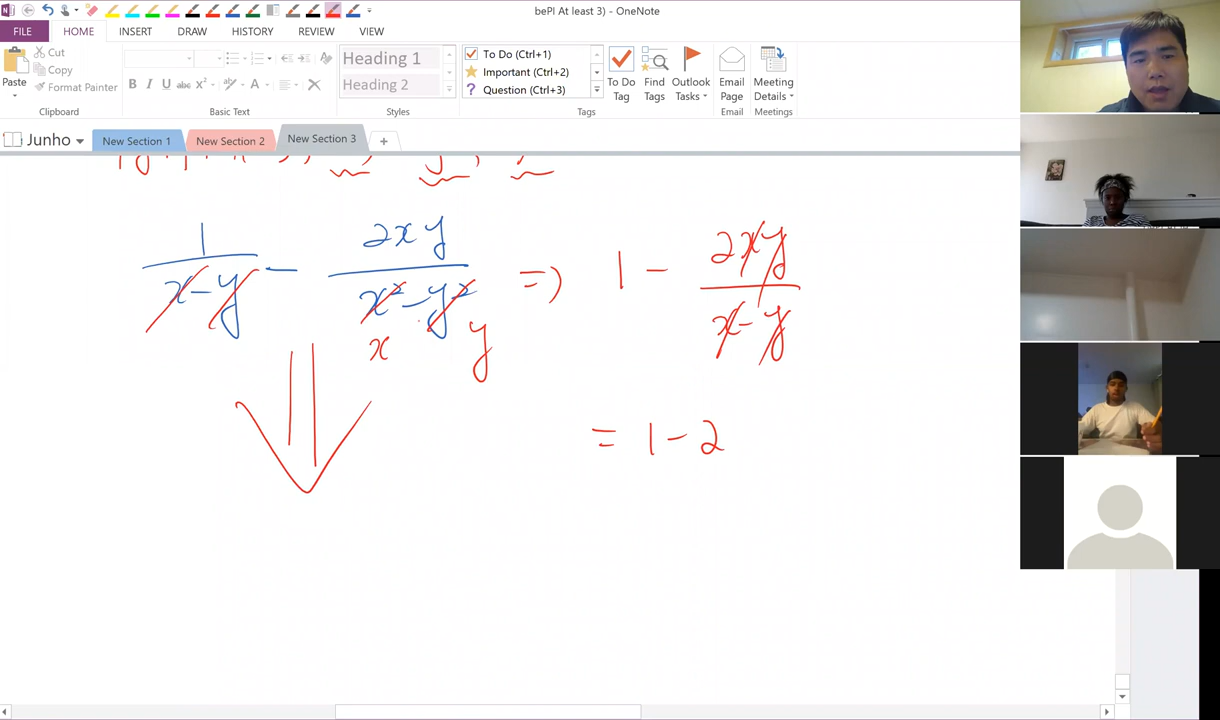 bePl At least 3) - OneNote
FILE HOME INSERT DRAW HISTORY REVIEW VIEW
Paste
Cut
Copy
Format Painter
Clipboard
B I U abc x₂ A
Basic Text
Heading 1
Heading 2
Styles
To Do (Ctrl+1)
Important (Ctrl+2)
? Question (Ctrl+3)
To Do Tag
Find Tags
Outlook Tasks
Tags
Email Page
Email
Meeting Details
Meetings
Junho New Section 1 New Section 2 New Section 3 +
1/(x-y) - 2xy/(x²-y²) => 1 - 2xy/(x-y)
x y
= 1 - 2